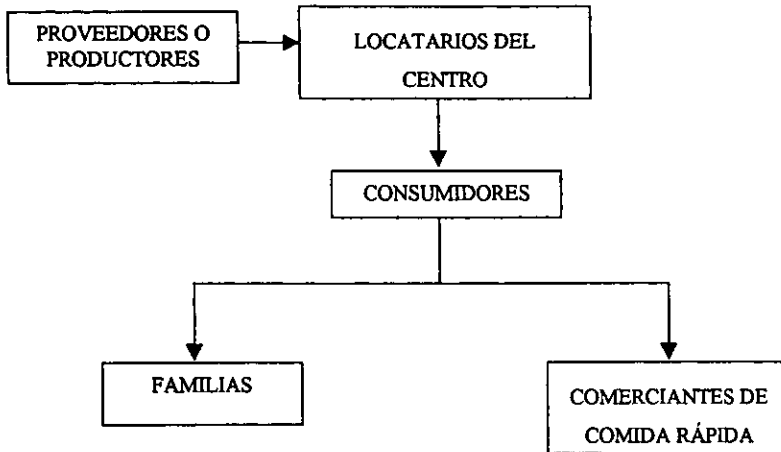 PROVEEDORES O
PRODUCTORES
LOCATARIOS DEL
CENTRO
CONSUMIDORES
FAMILIAS
COMERCIANTES DE
COMIDA RÁPIDA